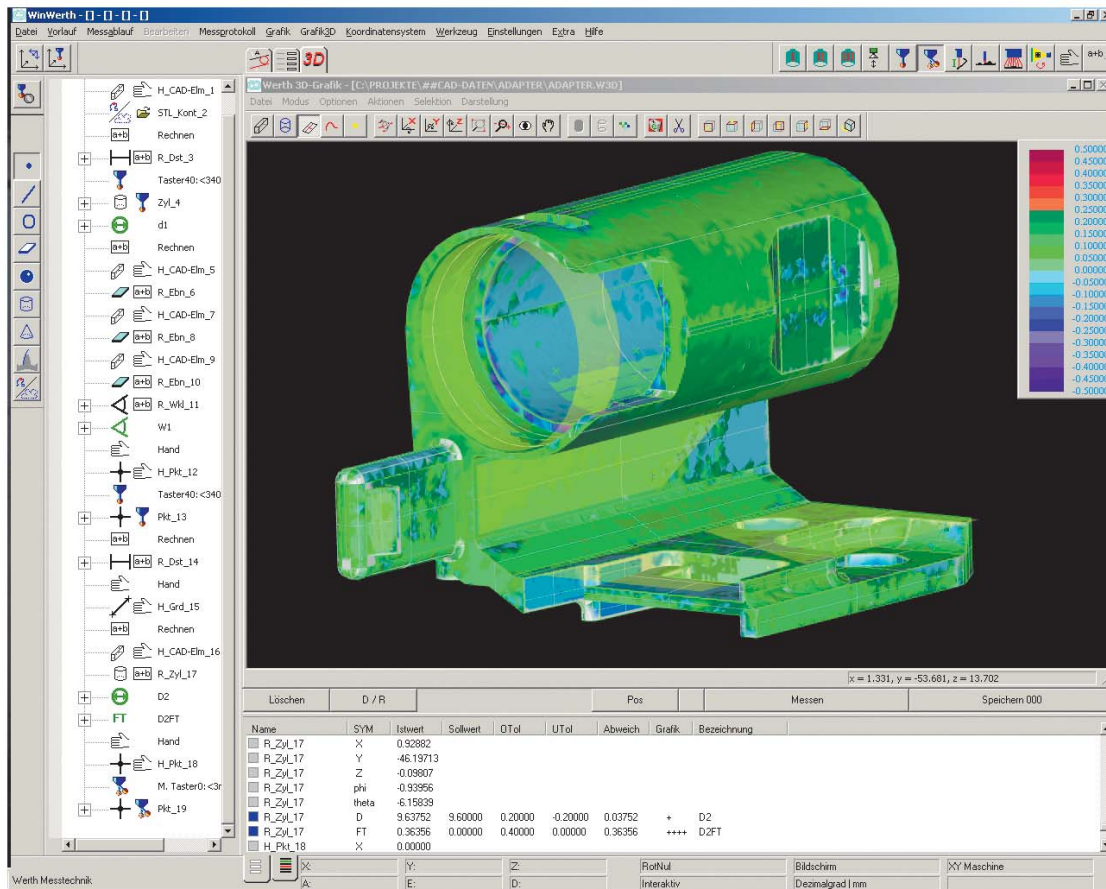 WinWerth - [] - [] - [] - []
Datei Vorlauf Messablauf Bearbeiten Messprotokoll Grafik Grafik3D Koordinatensystem Werkzeug Einstellungen Extra Hilfe
3D
a+b
Werth 3D-Grafik - [C:\PROJEKTE\##CAD-DATEN\ADAPTER\ADAPTER.W3D]
Datei Modus Optionen Aktionen Selektion Darstellung
H_CAD-Elm_1
STL_Kont_2
a+b Rechnen
a+b R_Dst_3
Taster40:<340
Zyl_4
d1
a+b Rechnen
H_CAD-Elm_5
a+b R_Ebn_6
H_CAD-Elm_7
a+b R_Ebn_8
H_CAD-Elm_9
a+b R_Ebn_10
a+b R_Wkl_11
W1
Hand
H_Pkt_12
Taster40:<340
Pkt_13
a+b Rechnen
a+b R_Dst_14
Hand
H_Grd_15
a+b Rechnen
H_CAD-Elm_16
a+b R_Zyl_17
D2
FT D2FT
Hand
H_Pkt_18
M. Taster0:<3r
Pkt_19
0.50000
0.45000
0.40000
0.35000
0.30000
0.25000
0.20000
0.15000
0.10000
0.05000
0.00000
-0.05000
-0.10000
-0.15000
-0.20000
-0.25000
-0.30000
-0.35000
-0.40000
-0.45000
-0.50000
x = 1.331, y = -53.681, z = 13.702
Löschen D / R Pos Messen Speichern 000
Name SYM Istwert Sollwert OTol UTol Abweich Grafik Bezeichnung
R_Zyl_17 X 0.92882
R_Zyl_17 Y -46.19713
R_Zyl_17 Z -0.09807
R_Zyl_17 phi -0.93956
R_Zyl_17 theta -6.15839
R_Zyl_17 D 9.63752 9.60000 0.20000 -0.20000 0.03752 + D2
R_Zyl_17 FT 0.36356 0.00000 0.40000 0.00000 0.36356 ++++ D2FT
H_Pkt_18 X 0.00000
X: Y: Z: RotNul Bildschirm XY Maschine
Werth Messtechnik A: E: D: Interaktiv Dezimalgrad | mm